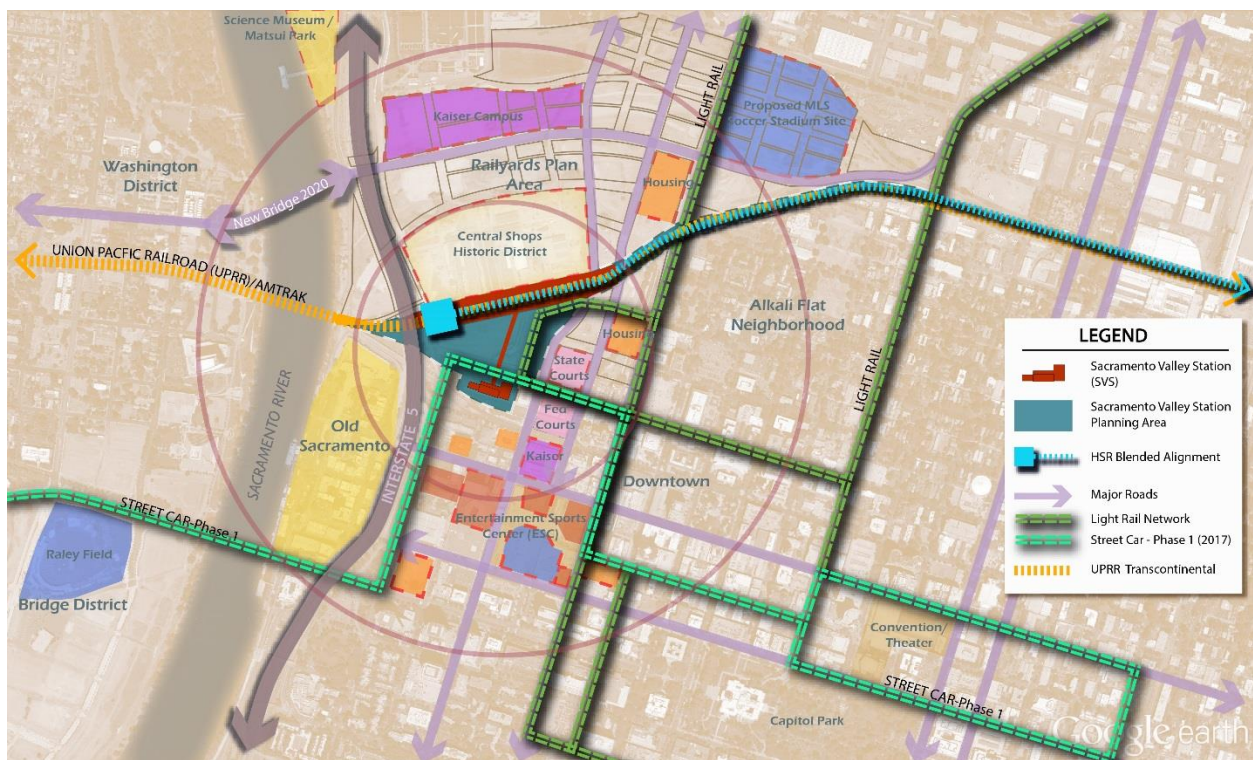 Science Museum /
Matsui Park
Kaiser Campus
LIGHT RAIL
Proposed MLS
Soccer Stadium Site
Washington
District
Railyards Plan
Area
Housing
New Bridge 2020
Central Shops
Historic District
UNION PACFIC RAILROAD (UPRR)/AMTRAK
Alkali Flat
Neighborhood
Housing
State
Courts
LIGHT RAIL
SACRAMENTO RIVER
Old
Sacramento
INTERSTATE 5
Fed
Courts
Kaisor
Downtown
STREET CAR-Phase 1
Entertainment Sports
Center (ESC)
Raley Field
Bridge District
Convention/
Theater
STREET CAR-Phase 1
Capitol Park
Google earth
LEGEND
Sacramento Valley Station
(SVS)
Sacramento Valley Station
Planning Area
HSR Blended Alignment
Major Roads
Light Rail Network
Street Car - Phase 1 (2017)
UPRR Transcontinental